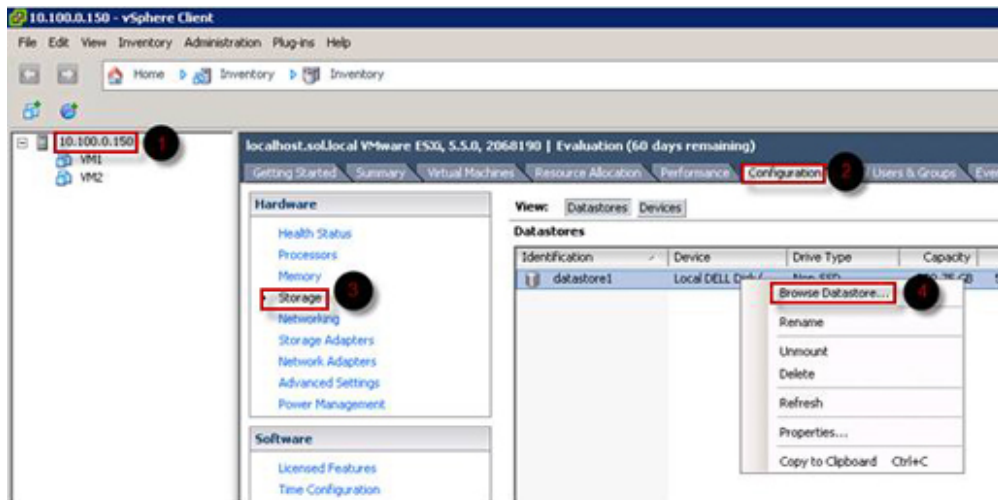 10.100.0.150 - vSphere Client
File Edit View Inventory Administration Plug-ins Help
Home Inventory Inventory
10.100.0.150 1
VM1
VM2
localhost.sol.local VMware ESXi, 5.5.0, 2068190 | Evaluation (60 days remaining)
Getting Started Summary Virtual Machines Resource Allocation Performance Configuration 2 Users & Groups
Hardware
Health Status
Processors
Memory
Storage 3
Networking
Storage Adapters
Network Adapters
Advanced Settings
Power Management
Software
Licensed Features
Time Configuration
View: Datastores Devices
Datastores
Identification Device Drive Type Capacity
datastore1 Local DELL Disk ( Non-SSD GB
Browse Datastore... 4
Rename
Unmount
Delete
Refresh
Properties...
Copy to Clipboard Ctrl+C